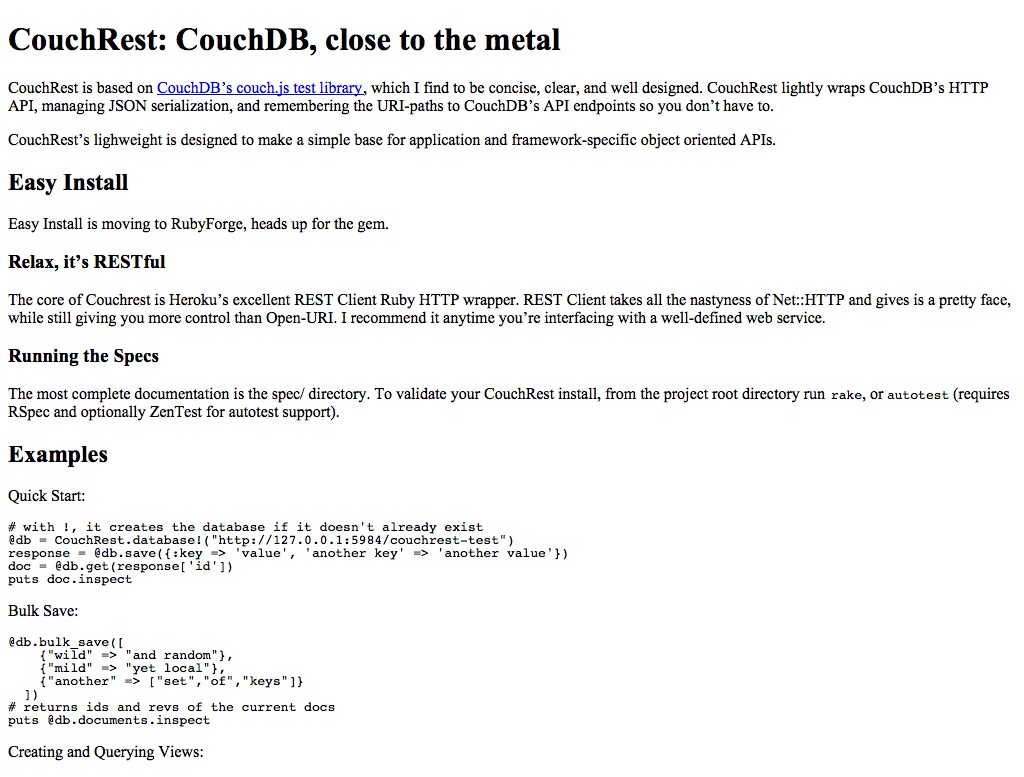 CouchRest: CouchDB, close to the metal
CouchRest is based on CouchDB’s couch.js test library, which I find to be concise, clear, and well designed. CouchRest lightly wraps CouchDB’s HTTP
API, managing JSON serialization, and remembering the URI-paths to CouchDB’s API endpoints so you don’t have to.
CouchRest’s lighweight is designed to make a simple base for application and framework-specific object oriented APIs.
Easy Install
Easy Install is moving to RubyForge, heads up for the gem.
Relax, it’s RESTful
The core of Couchrest is Heroku’s excellent REST Client Ruby HTTP wrapper. REST Client takes all the nastyness of Net::HTTP and gives is a pretty face,
while still giving you more control than Open-URI. I recommend it anytime you’re interfacing with a well-defined web service.
Running the Specs
The most complete documentation is the spec/ directory. To validate your CouchRest install, from the project root directory run rake, or autotest (requires
RSpec and optionally ZenTest for autotest support).
Examples
Quick Start:
# with !, it creates the database if it doesn't already exist
@db = CouchRest.database!("http://127.0.0.1:5984/couchrest-test")
response = @db.save({:key => 'value', 'another key' => 'another value'})
doc = @db.get(response['id'])
puts doc.inspect
Bulk Save:
@db.bulk_save([
    {"wild" => "and random"},
    {"mild" => "yet local"},
    {"another" => ["set","of","keys"]}
  ])
# returns ids and revs of the current docs
puts @db.documents.inspect
Creating and Querying Views: